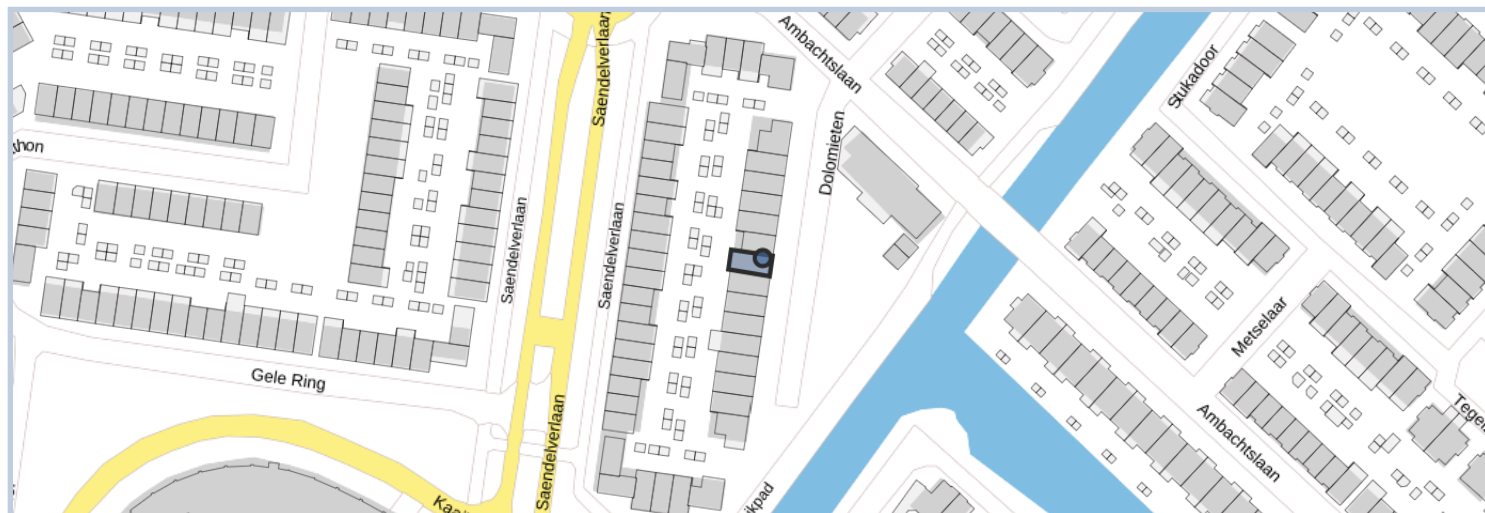 Ambachtslaan
Saendelverlaan
Stukadoor
Dolomieten
Saendelverlaan
Saendelverlaan
Metselaar
Gele Ring
Saendelverlaan
Ambachtslaan